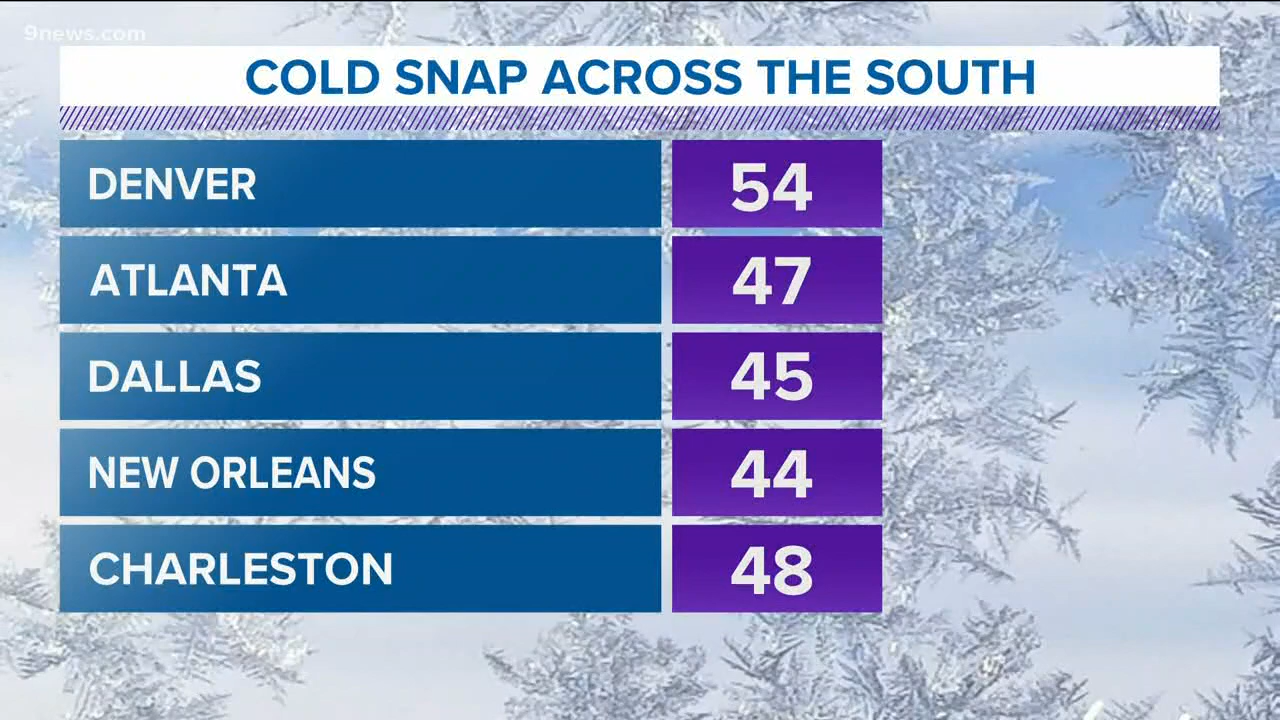 9news.com
COLD SNAP ACROSS THE SOUTH
DENVER 54
ATLANTA 47
DALLAS 45
NEW ORLEANS 44
CHARLESTON 48